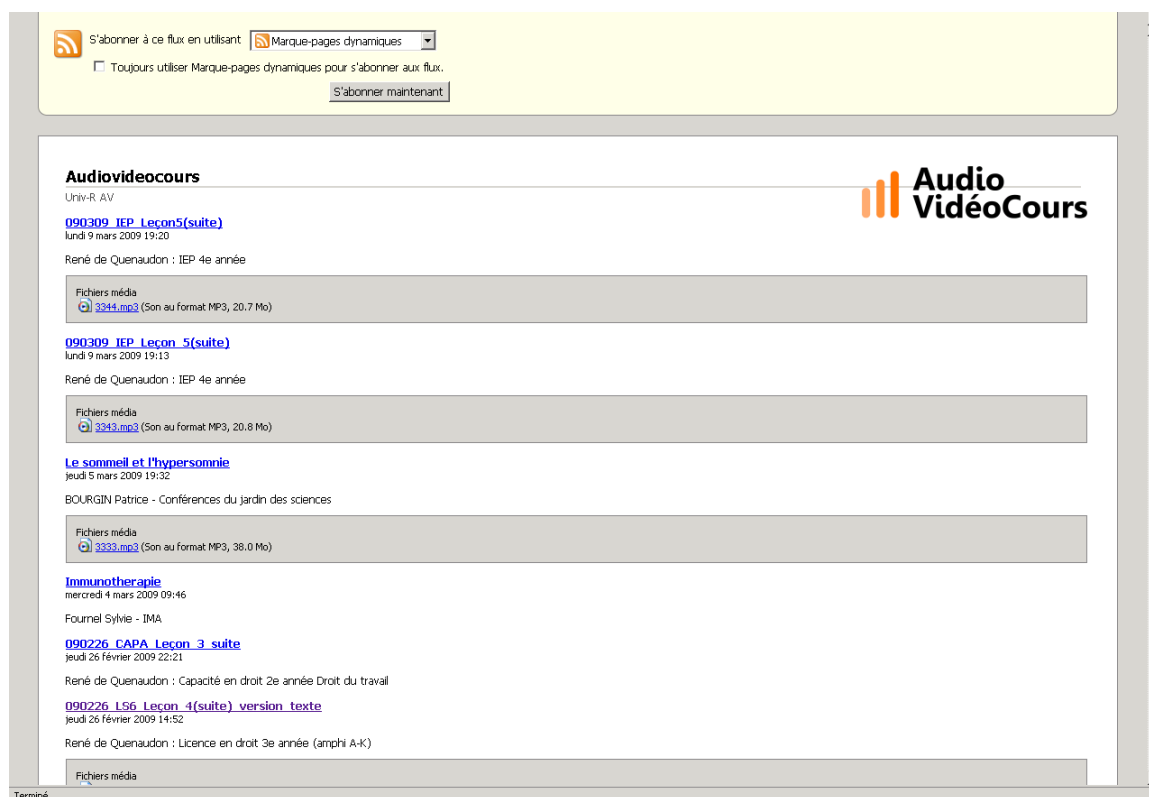 S'abonner à ce flux en utilisant Marque-pages dynamiques
Toujours utiliser Marque-pages dynamiques pour s'abonner aux flux.
S'abonner maintenant
Audiovideocours
Univ-R AV
Audio
VidéoCours
090309_IEP_Leçon5(suite)
lundi 9 mars 2009 19:20
René de Quenaudon : IEP 4e année
Fichiers média
3344.mp3 (Son au format MP3, 20.7 Mo)
090309_IEP_Leçon_5(suite)
lundi 9 mars 2009 19:13
René de Quenaudon : IEP 4e année
Fichiers média
3343.mp3 (Son au format MP3, 20.8 Mo)
Le sommeil et l'hypersomnie
jeudi 5 mars 2009 19:32
BOURGIN Patrice - Conférences du jardin des sciences
Fichiers média
3333.mp3 (Son au format MP3, 38.0 Mo)
Immunotherapie
mercredi 4 mars 2009 09:46
Fournel Sylvie - IMA
090226_CAPA_Leçon_3_suite
jeudi 26 février 2009 22:21
René de Quenaudon : Capacité en droit 2e année Droit du travail
090226_LS6_Leçon_4(suite)_version_texte
jeudi 26 février 2009 14:52
René de Quenaudon : Licence en droit 3e année (amphi A-K)
Fichiers média
Terminé